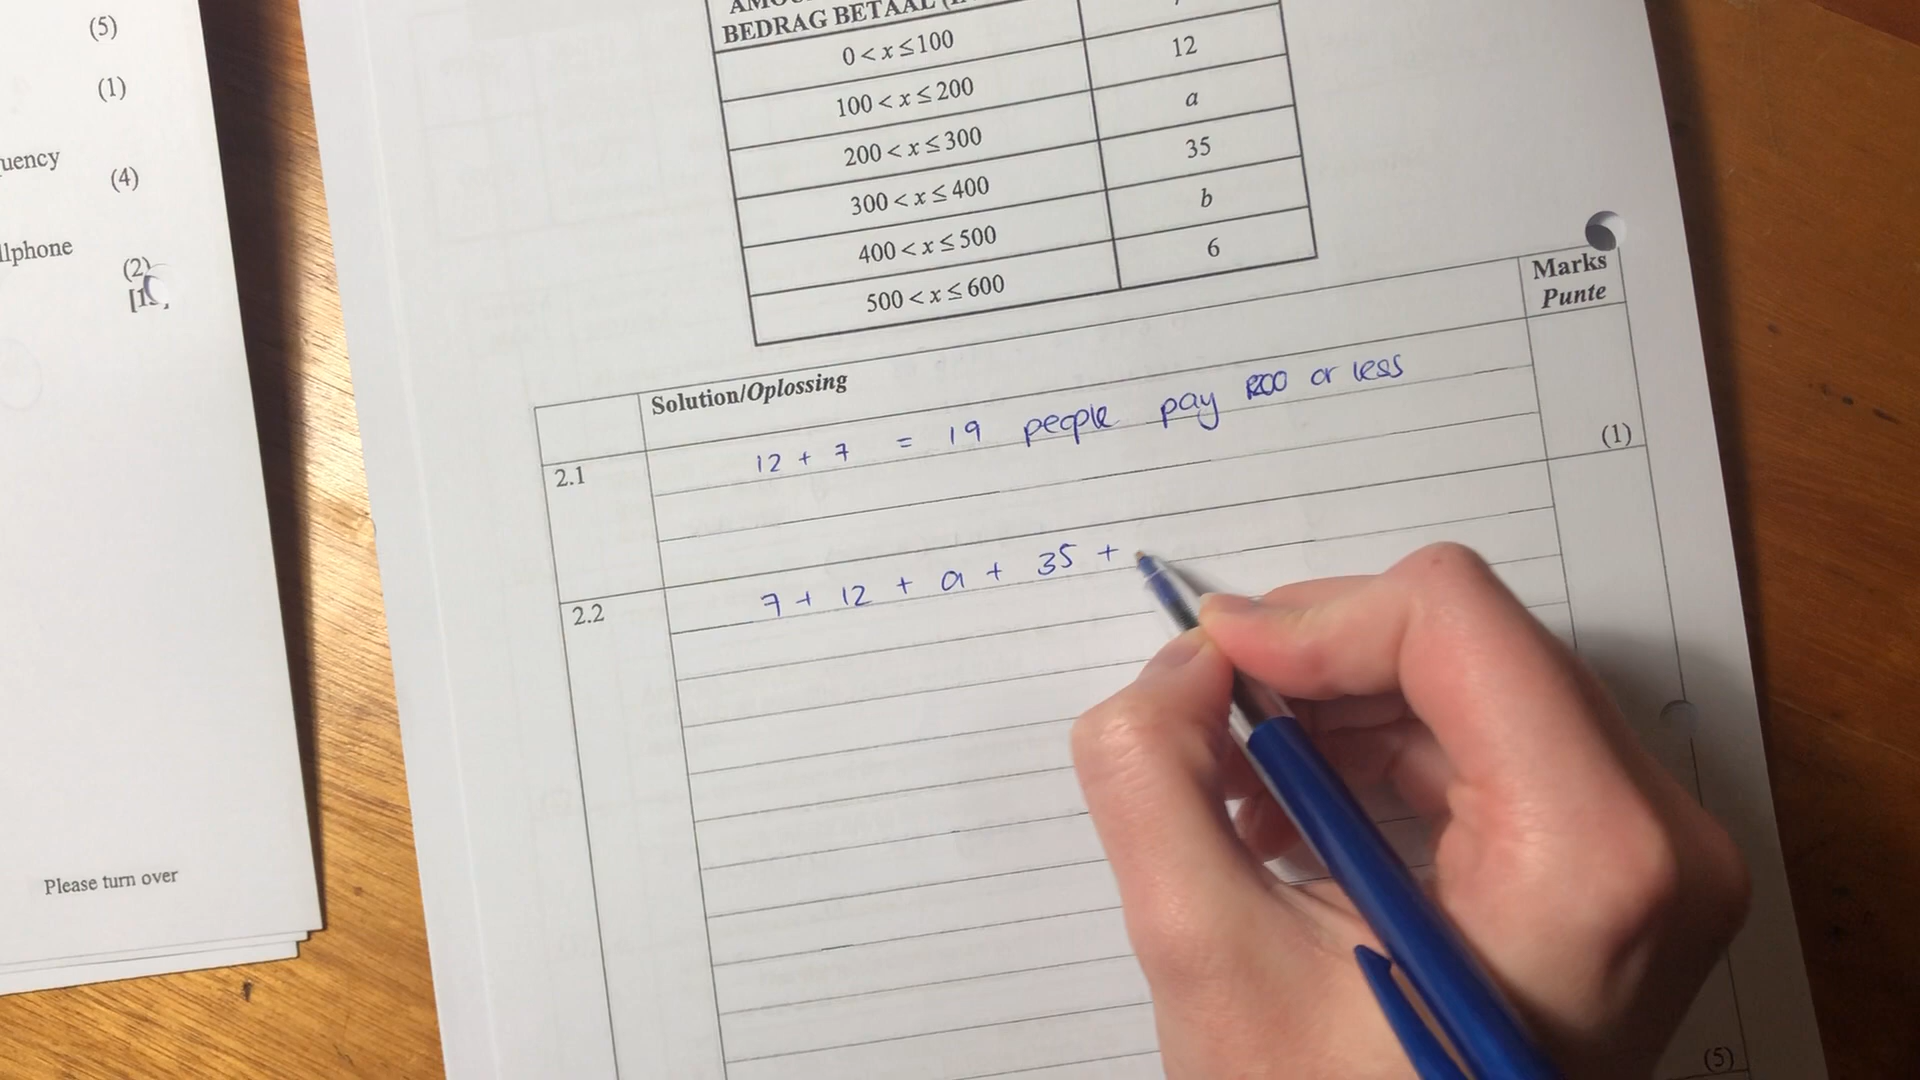 (5)
(1)
uency
(4)
llphone
(2)
Please turn over
BEDRAG BETAAL
0 < x ≤ 100
100 < x ≤ 200 12
200 < x ≤ 300 a
300 < x ≤ 400 35
400 < x ≤ 500 b
500 < x ≤ 600 6
Solution/Oplossing Marks
Punte
2.1 12 + 7 = 19 people pay R200 or less
(1)
2.2 7 + 12 + a + 35 +
(5)